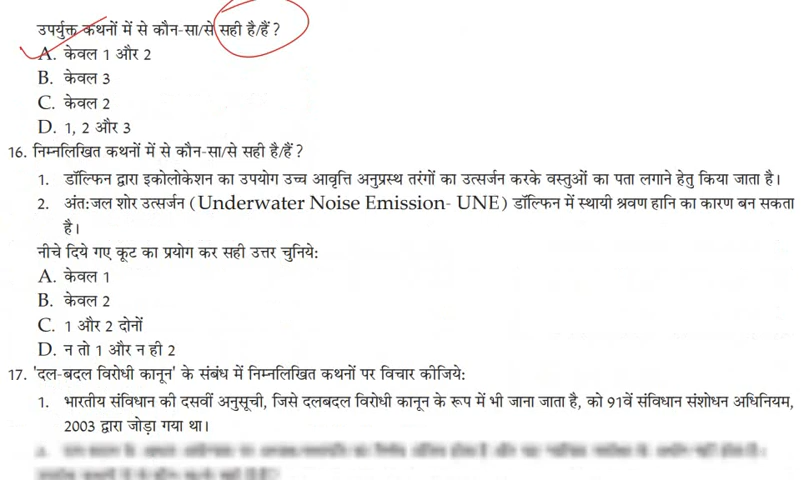 उपर्युक्त कथनों में से कौन-सा/से सही है/हैं?
A. केवल 1 और 2
B. केवल 3
C. केवल 2
D. 1, 2 और 3
16. निम्नलिखित कथनों में से कौन-सा/से सही है/हैं?
1. डॉल्फिन द्वारा इकोलोकेशन का उपयोग उच्च आवृत्ति अनुप्रस्थ तरंगों का उत्सर्जन करके वस्तुओं का पता लगाने हेतु किया जाता है।
2. अंत:जल शोर उत्सर्जन (Underwater Noise Emission- UNE) डॉल्फिन में स्थायी श्रवण हानि का कारण बन सकता
है।
नीचे दिये गए कूट का प्रयोग कर सही उत्तर चुनिये:
A. केवल 1
B. केवल 2
C. 1 और 2 दोनों
D. न तो 1 और न ही 2
17. 'दल-बदल विरोधी कानून' के संबंध में निम्नलिखित कथनों पर विचार कीजिये:
1. भारतीय संविधान की दसवीं अनुसूची, जिसे दलबदल विरोधी कानून के रूप में भी जाना जाता है, को 91वें संविधान संशोधन अधिनियम,
2003 द्वारा जोड़ा गया था।